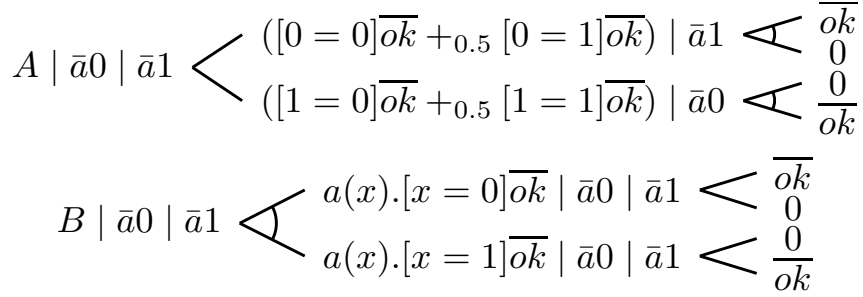 o̅k̅
([0 = 0]o̅k̅ +₀.₅ [0 = 1]o̅k̅) | ā1
0
A | ā0 | ā1
0
([1 = 0]o̅k̅ +₀.₅ [1 = 1]o̅k̅) | ā0
o̅k̅
o̅k̅
a(x).[x = 0]o̅k̅ | ā0 | ā1
0
B | ā0 | ā1
0
a(x).[x = 1]o̅k̅ | ā0 | ā1
o̅k̅